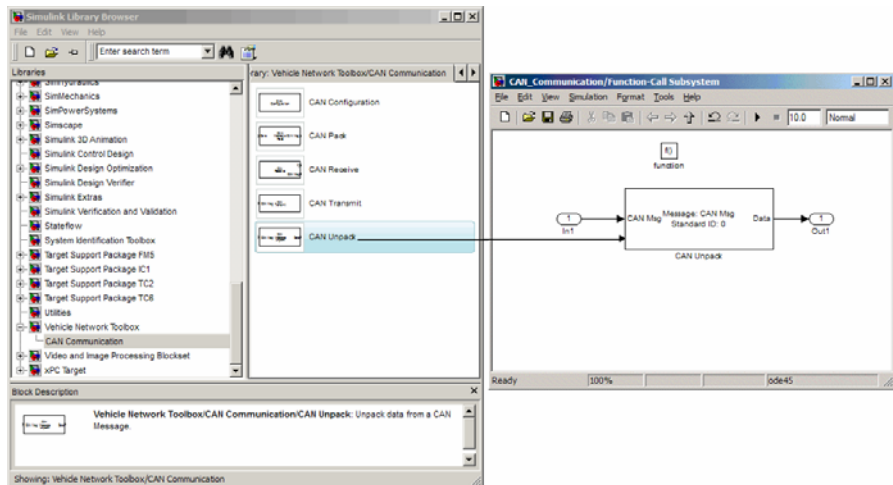 Simulink Library Browser
File Edit View Help
Enter search term
Libraries
rary: Vehicle Network Toolbox/CAN Communication
SimHydraulics
SimMechanics
SimPowerSystems
Simscape
Simulink 3D Animation
Simulink Control Design
Simulink Design Optimization
Simulink Design Verifier
Simulink Extras
Simulink Verification and Validation
Stateflow
System Identification Toolbox
Target Support Package FM5
Target Support Package IC1
Target Support Package TC2
Target Support Package TC6
Utilities
Vehicle Network Toolbox
CAN Communication
Video and Image Processing Blockset
xPC Target
CAN Configuration
CAN Pack
CAN Receive
CAN Transmit
CAN Unpack
Block Description
Vehicle Network Toolbox/CAN Communication/CAN Unpack: Unpack data from a CAN
Message.
Showing: Vehicle Network Toolbox/CAN Communication
CAN_Communication/Function-Call Subsystem
File Edit View Simulation Format Tools Help
10.0 Normal
f()
function
1
In1
CAN Msg
Message: CAN Msg
Standard ID: 0
Data
1
Out1
CAN Unpack
Ready 100% ode45